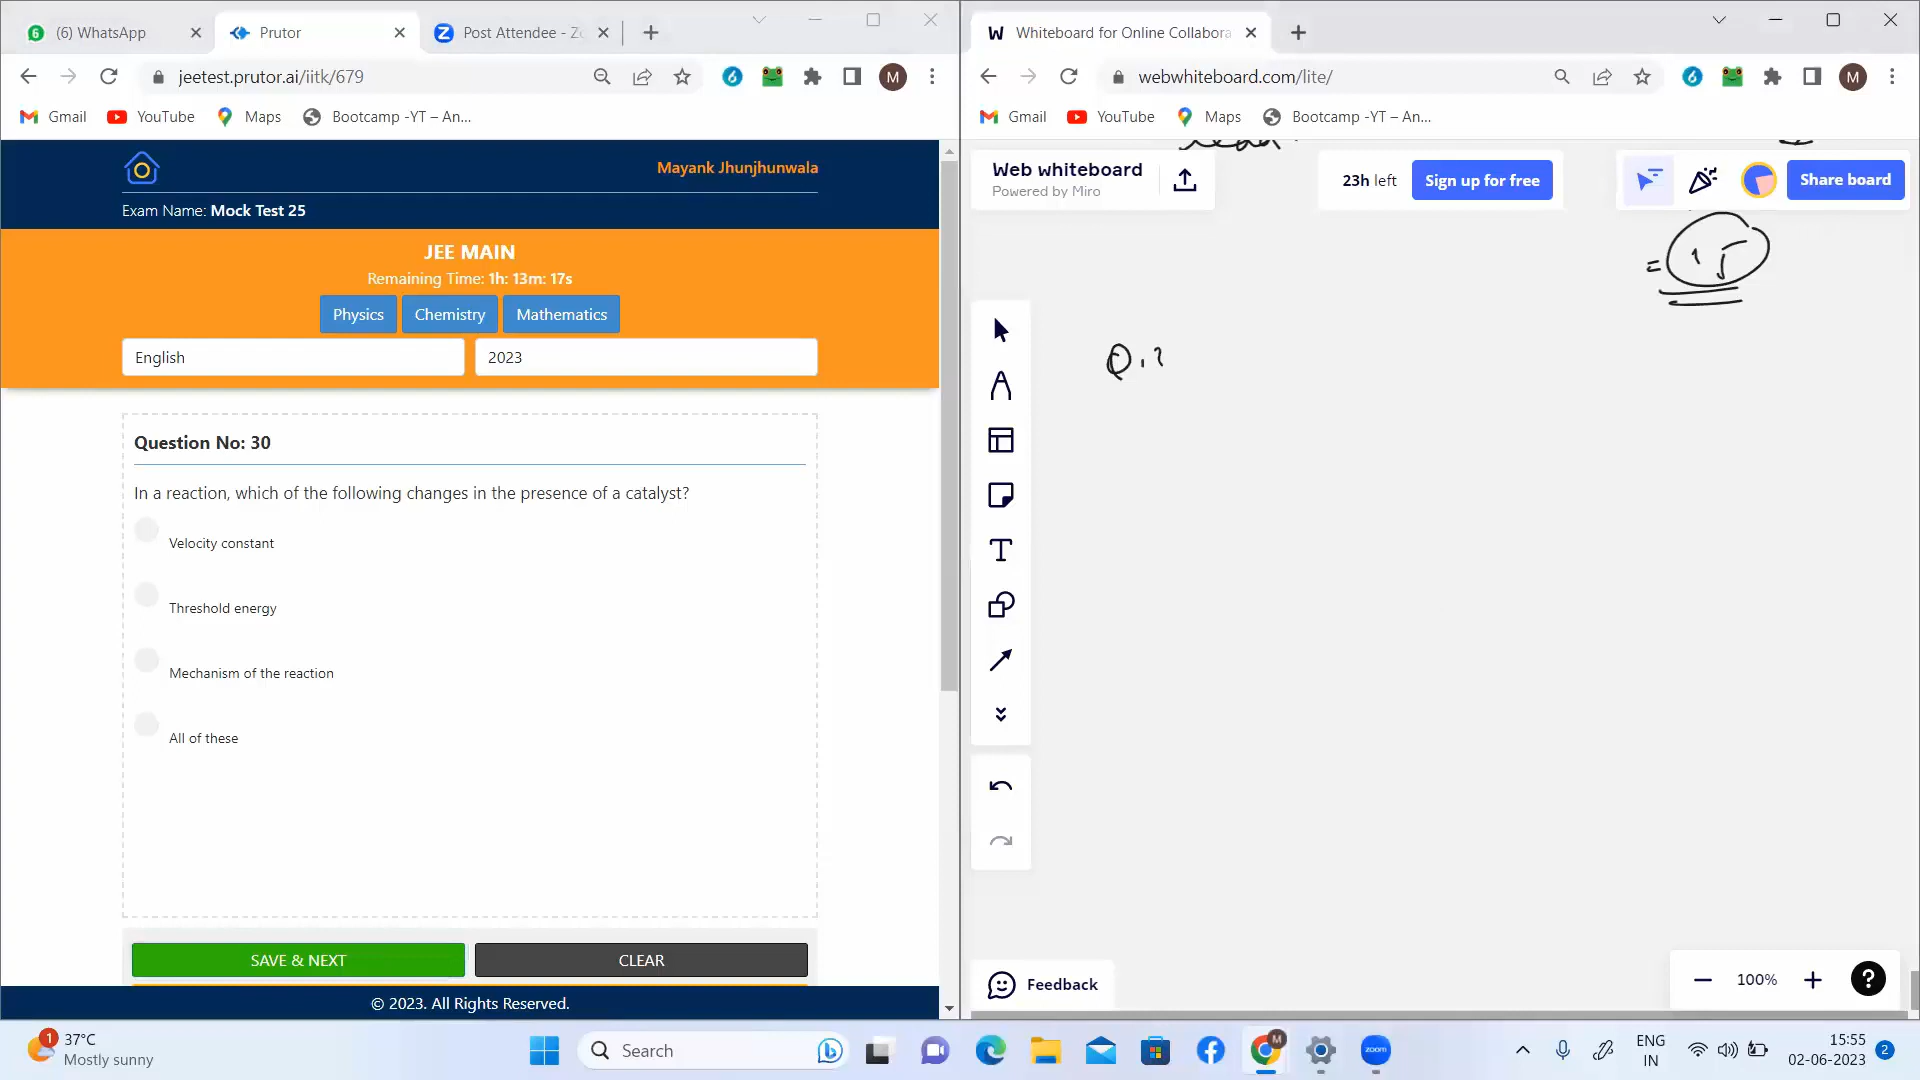 (6) WhatsApp
Prutor
Post Attendee - Zo
jeetest.prutor.ai/iitk/679
M
Gmail
YouTube
Maps
Bootcamp -YT – An...
Mayank Jhunjhunwala
Exam Name: Mock Test 25
JEE MAIN
Remaining Time: 1h: 13m: 17s
Physics
Chemistry
Mathematics
English
2023
Question No: 30
In a reaction, which of the following changes in the presence of a catalyst?
Velocity constant
Threshold energy
Mechanism of the reaction
All of these
SAVE & NEXT
CLEAR
© 2023. All Rights Reserved.
Whiteboard for Online Collabora
webwhiteboard.com/lite/
M
Gmail
YouTube
Maps
Bootcamp -YT – An...
Web whiteboard
Powered by Miro
23h left
Sign up for free
Share board
= 15
Q.?
Feedback
100%
?
1
37°C
Mostly sunny
Search
M
zoom
ENG
IN
15:55
02-06-2023
2